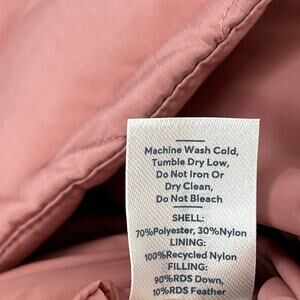 Machine Wash Cold,
Tumble Dry Low,
Do Not Iron Or
Dry Clean,
Do Not Bleach
SHELL:
70%Polyester, 30%Nylon
LINING:
100%Recycled Nylon
FILLING:
90%RDS Down,
10%RDS Feather